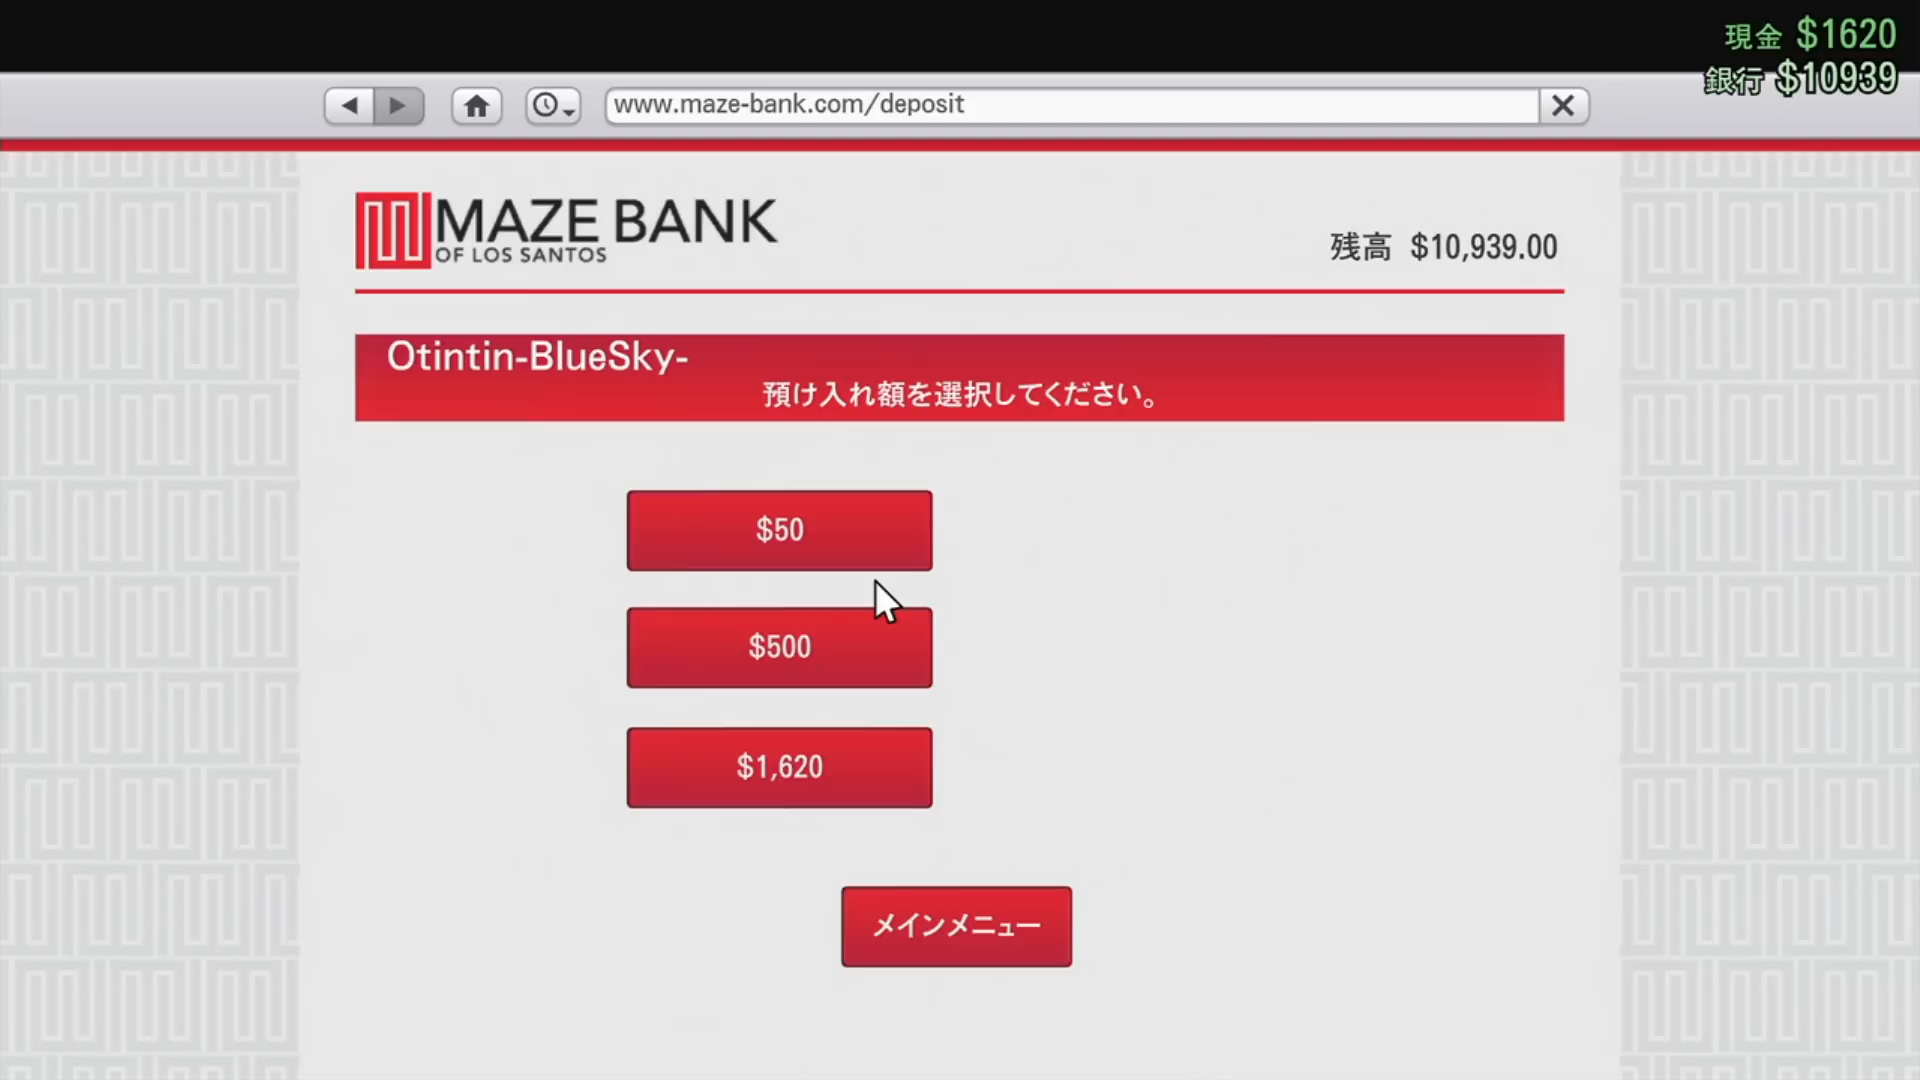 現金 $1620
銀行 $10939
www.maze-bank.com/deposit
MAZE BANK
OF LOS SANTOS
残高 $10,939.00
Otintin-BlueSky-
預け入れ額を選択してください。
$50
$500
$1,620
メインメニュー